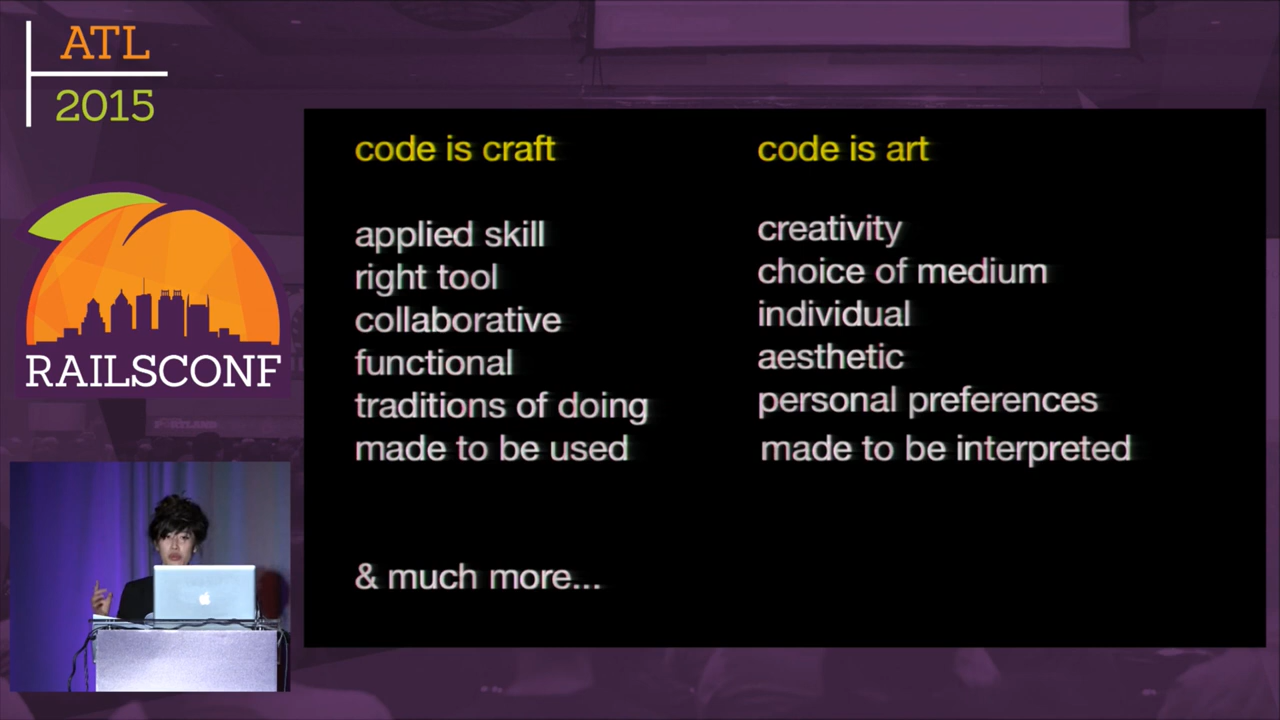 ATL
2015
RAILSCONF
code is craft
applied skill
right tool
collaborative
functional
traditions of doing
made to be used
& much more...
code is art
creativity
choice of medium
individual
aesthetic
personal preferences
made to be interpreted
PORTLAND